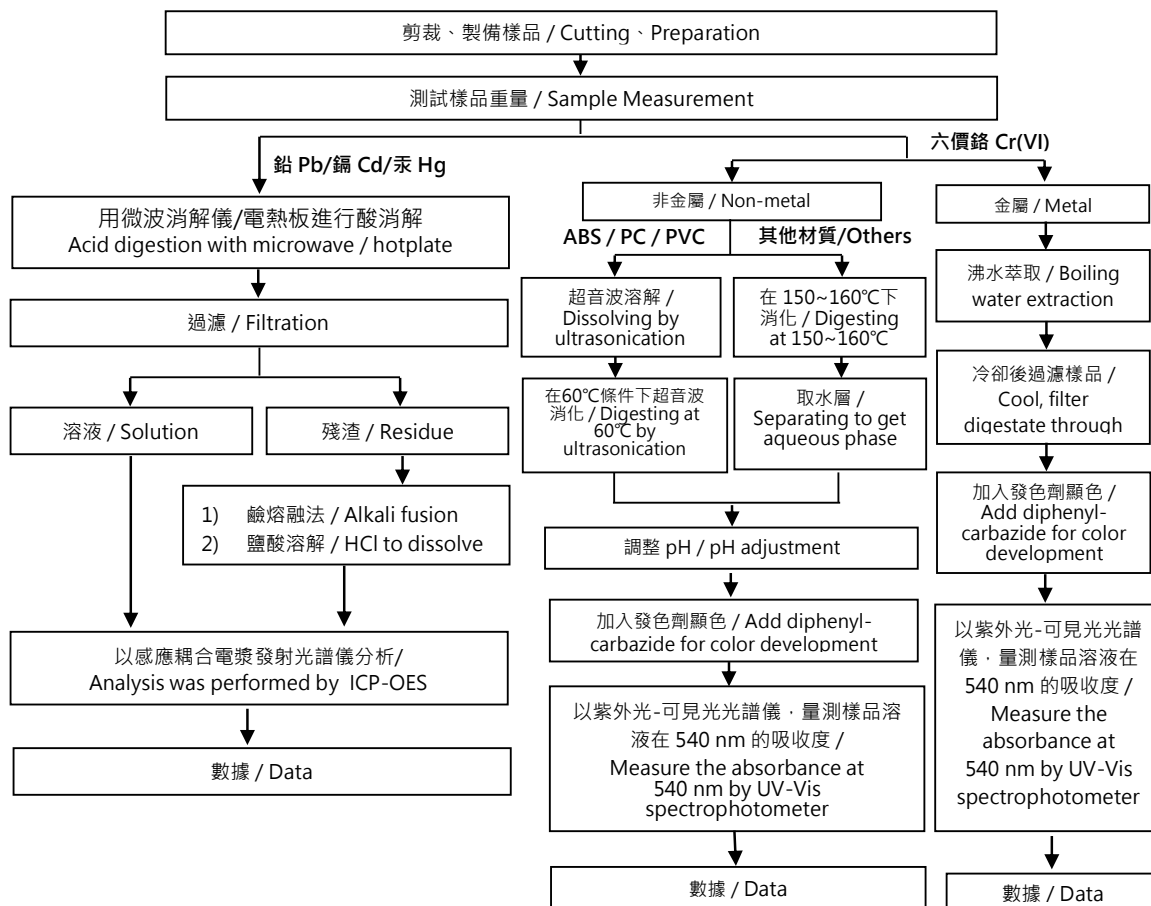 剪裁、製備樣品 / Cutting、Preparation
測試樣品重量 / Sample Measurement
鉛 Pb/鎘 Cd/汞 Hg
用微波消解儀/電熱板進行酸消解
Acid digestion with microwave / hotplate
過濾 / Filtration
溶液 / Solution
殘渣 / Residue
1) 鹼熔融法 / Alkali fusion
2) 鹽酸溶解 / HCl to dissolve
以感應耦合電漿發射光譜儀分析/
Analysis was performed by ICP-OES
數據 / Data
六價鉻 Cr(VI)
非金屬 / Non-metal
ABS / PC / PVC
超音波溶解 /
Dissolving by
ultrasonication
在60℃條件下超音波
消化 / Digesting at
60℃ by
ultrasonication
其他材質/Others
在 150~160℃下
消化 / Digesting
at 150~160℃
取水層 /
Separating to get
aqueous phase
調整 pH / pH adjustment
加入發色劑顯色 / Add diphenyl-
carbazide for color development
以紫外光-可見光光譜儀，量測樣品溶
液在 540 nm 的吸收度 /
Measure the absorbance at
540 nm by UV-Vis
spectrophotometer
數據 / Data
金屬 / Metal
沸水萃取 / Boiling
water extraction
冷卻後過濾樣品 /
Cool, filter
digestate through
加入發色劑顯色 /
Add diphenyl-
carbazide for color
development
以紫外光-可見光光譜
儀，量測樣品溶液在
540 nm 的吸收度 /
Measure the
absorbance at
540 nm by UV-Vis
spectrophotometer
數據 / Data